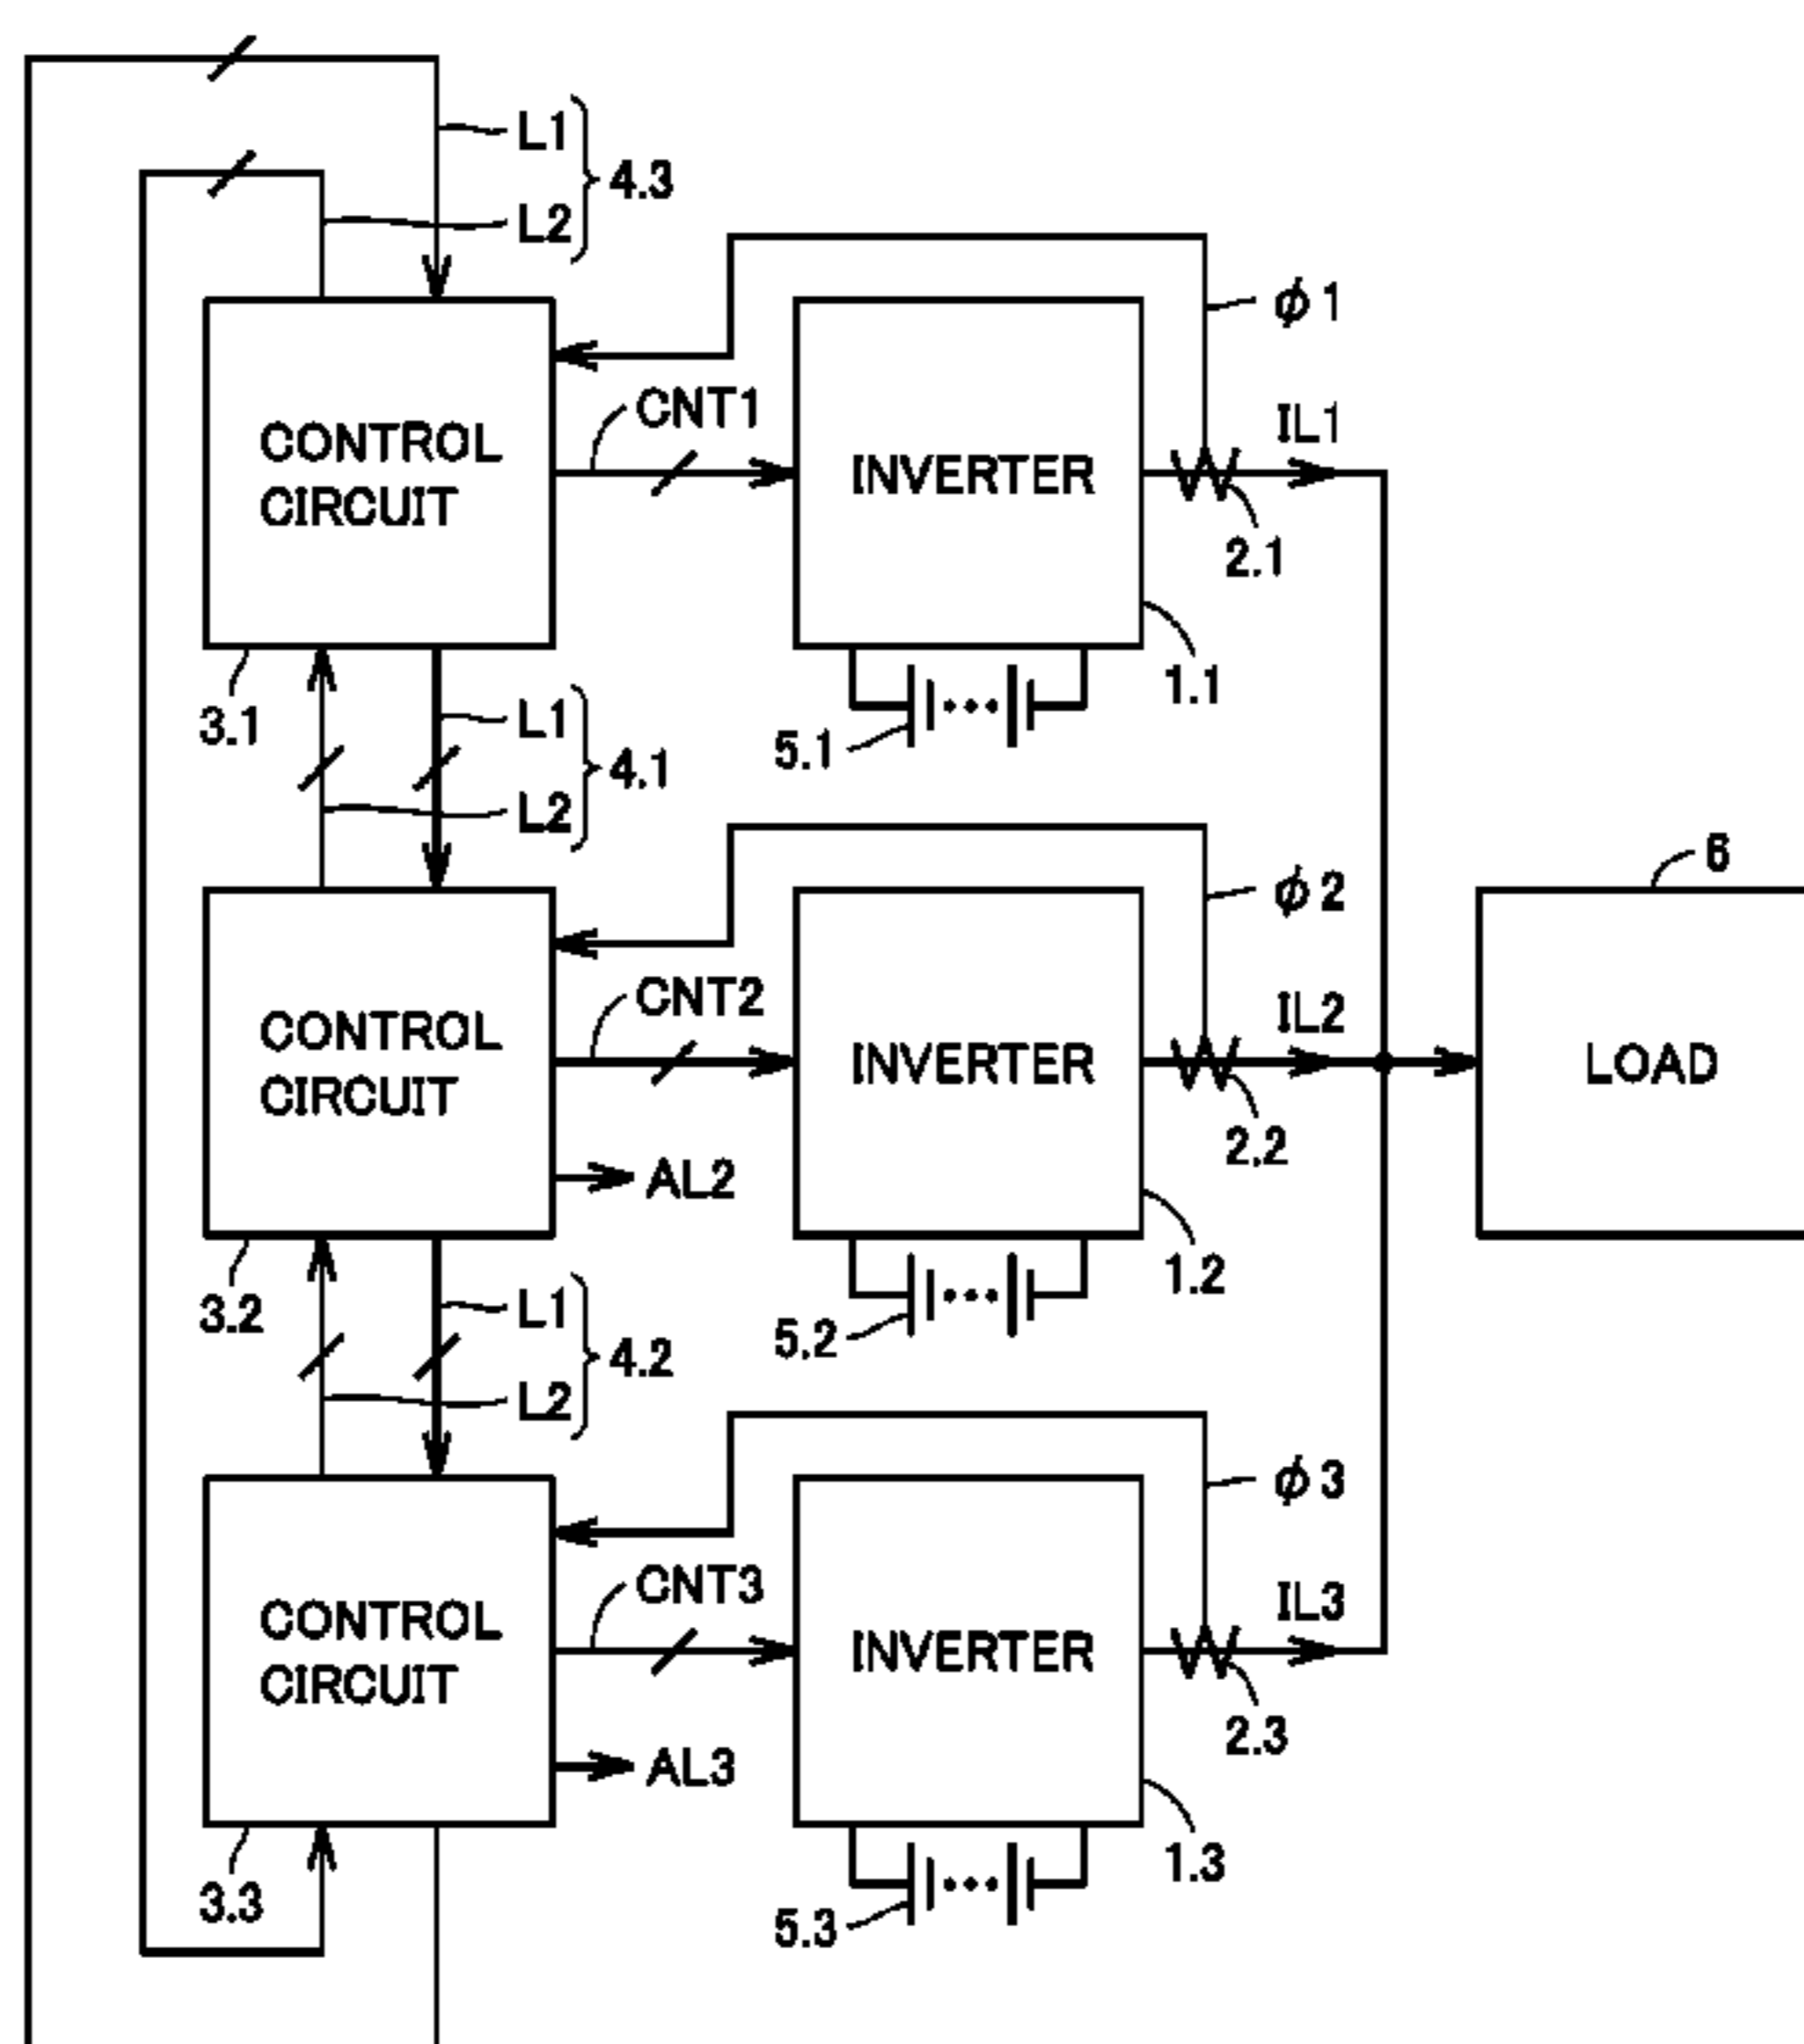 L1
4.3
L2
φ1
CNT1
IL1
CONTROL
CIRCUIT
INVERTER
2.1
1.1
3.1
L1
4.1
L2
5.1
φ2
6
CNT2
IL2
CONTROL
CIRCUIT
INVERTER
LOAD
2.2
AL2
1.2
3.2
L1
4.2
L2
5.2
φ3
CNT3
IL3
CONTROL
CIRCUIT
INVERTER
2.3
AL3
1.3
3.3
5.3